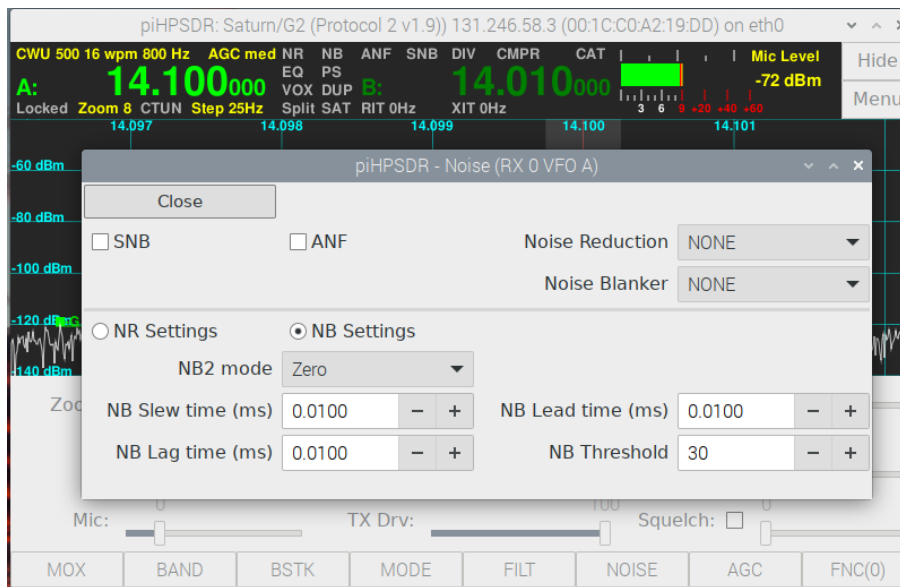 piHPSDR: Saturn/G2 (Protocol 2 v1.9)) 131.246.58.3 (00:1C:C0:A2:19:DD) on eth0
CWU 500 16 wpm 800 Hz AGC med NR NB ANF SNB DIV CMPR CAT Mic Level
EQ PS
A: 14.100000 VOX DUP B: 14.010000 -72 dBm
Locked Zoom 8 CTUN Step 25Hz Split SAT RIT 0Hz XIT 0Hz 3 6 9 +20 +40 +60
Hide
Menu
14.097 14.098 14.099 14.100 14.101
-60 dBm
-80 dBm
-100 dBm
-120 dBm
-140 dBm
piHPSDR - Noise (RX 0 VFO A)
Close
SNB ANF Noise Reduction NONE
Noise Blanker NONE
NR Settings NB Settings
NB2 mode Zero
NB Slew time (ms) 0.0100 − + NB Lead time (ms) 0.0100 − +
NB Lag time (ms) 0.0100 − + NB Threshold 30 − +
0 100 0
Mic: TX Drv: Squelch:
MOX BAND BSTK MODE FILT NOISE AGC FNC(0)